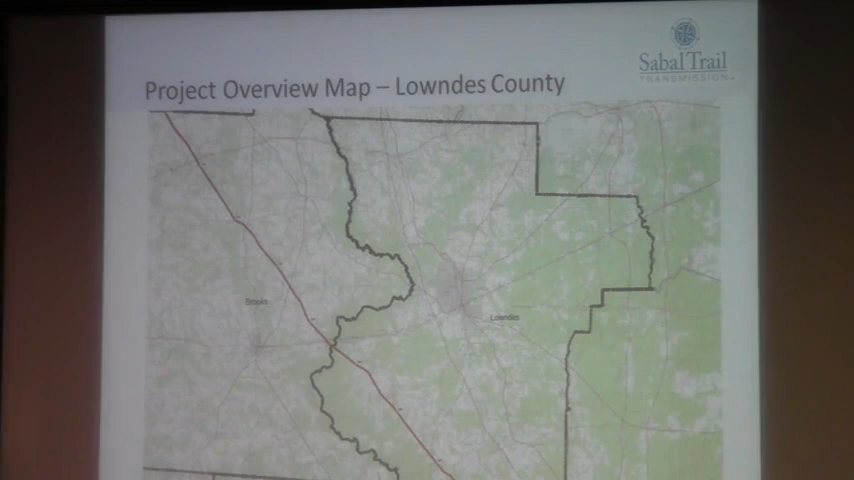 Sabal Trail
TRANSMISSION
Project Overview Map – Lowndes County
Brooks
Lowndes